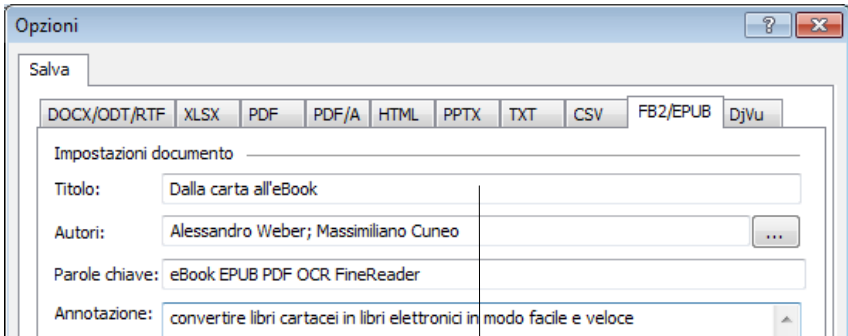 Opzioni
Salva
DOCX/ODT/RTF XLSX PDF PDF/A HTML PPTX TXT CSV FB2/EPUB DjVu
Impostazioni documento
Titolo: Dalla carta all'eBook
Autori: Alessandro Weber; Massimiliano Cuneo ...
Parole chiave: eBook EPUB PDF OCR FineReader
Annotazione: convertire libri cartacei in libri elettronici in modo facile e veloce